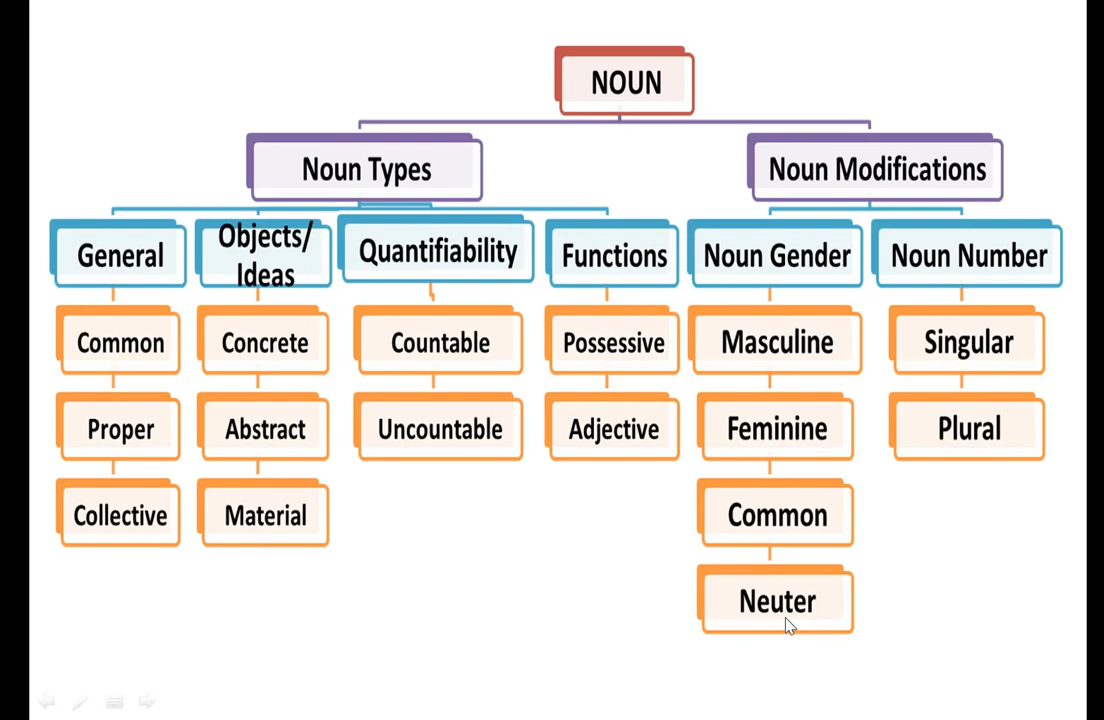 NOUN
Noun Types
Noun Modifications
General
Objects/
Ideas
Quantifiability
Functions
Noun Gender
Noun Number
Common
Concrete
Countable
Possessive
Masculine
Singular
Proper
Abstract
Uncountable
Adjective
Feminine
Plural
Collective
Material
Common
Neuter